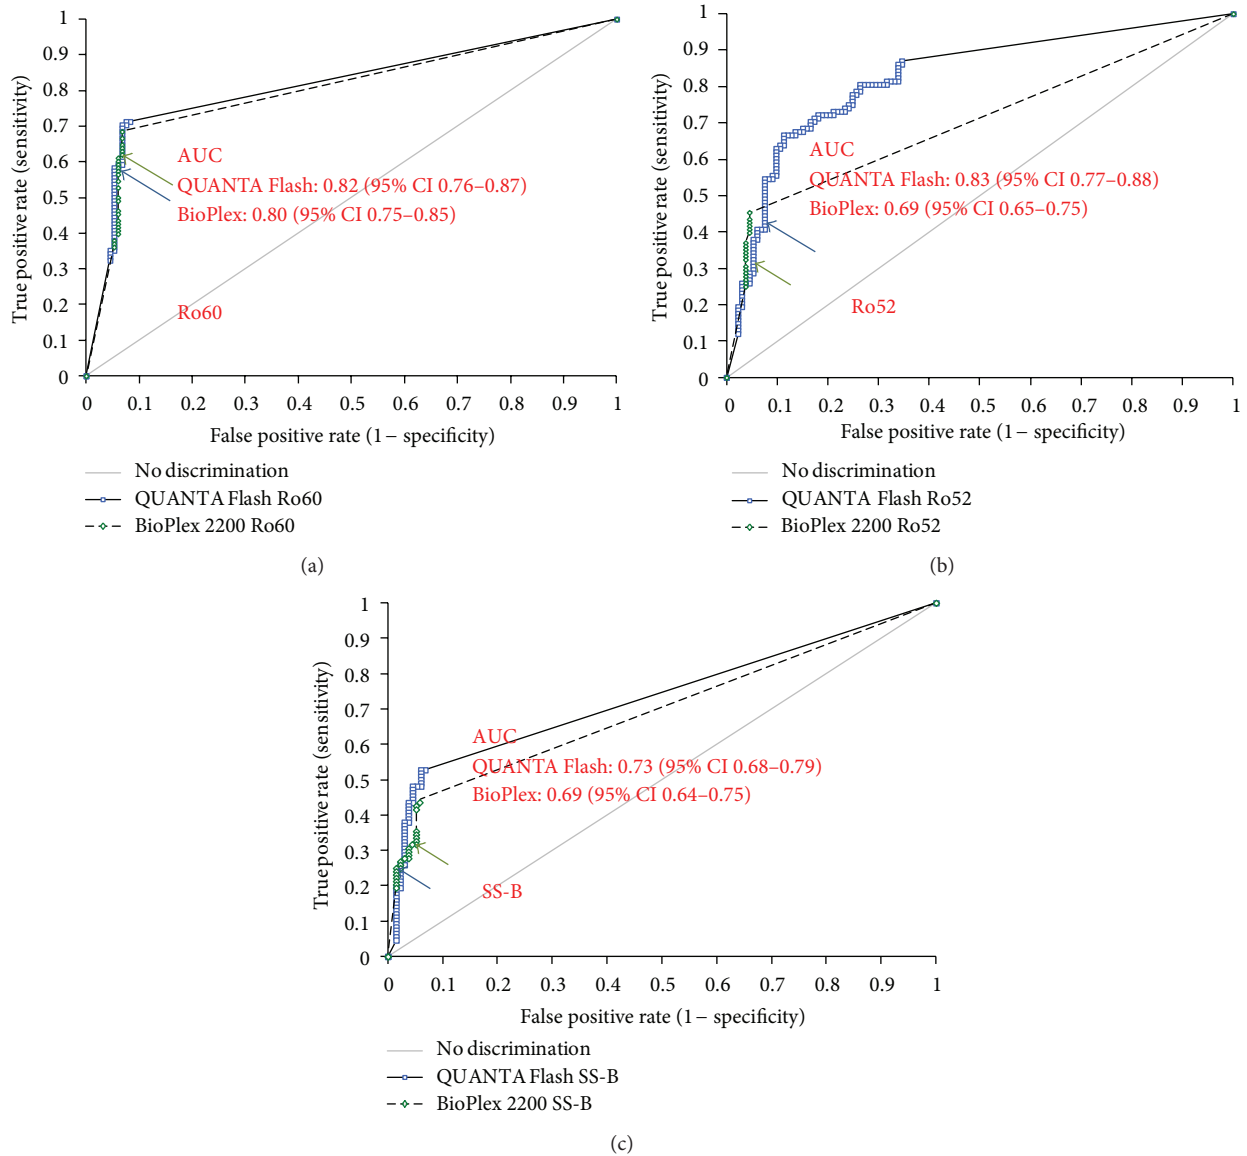 1
0.9
0.8
0.7
0.6
0.5
0.4
0.3
0.2
0.1
0
True positive rate (sensitivity)
AUC
QUANTA Flash: 0.82 (95% CI 0.76–0.87)
BioPlex: 0.80 (95% CI 0.75–0.85)
Ro60
0 0.1 0.2 0.3 0.4 0.5 0.6 0.7 0.8 0.9 1
False positive rate (1 − specificity)
No discrimination
QUANTA Flash Ro60
BioPlex 2200 Ro60
(a)
1
0.9
0.8
0.7
0.6
0.5
0.4
0.3
0.2
0.1
0
True positive rate (sensitivity)
AUC
QUANTA Flash: 0.83 (95% CI 0.77–0.88)
BioPlex: 0.69 (95% CI 0.65–0.75)
Ro52
0 0.1 0.2 0.3 0.4 0.5 0.6 0.7 0.8 0.9 1
False positive rate (1 − specificity)
No discrimination
QUANTA Flash Ro52
BioPlex 2200 Ro52
(b)
1
0.9
0.8
0.7
0.6
0.5
0.4
0.3
0.2
0.1
0
True positive rate (sensitivity)
AUC
QUANTA Flash: 0.73 (95% CI 0.68–0.79)
BioPlex: 0.69 (95% CI 0.64–0.75)
SS-B
0 0.1 0.2 0.3 0.4 0.5 0.6 0.7 0.8 0.9 1
False positive rate (1 − specificity)
No discrimination
QUANTA Flash SS-B
BioPlex 2200 SS-B
(c)